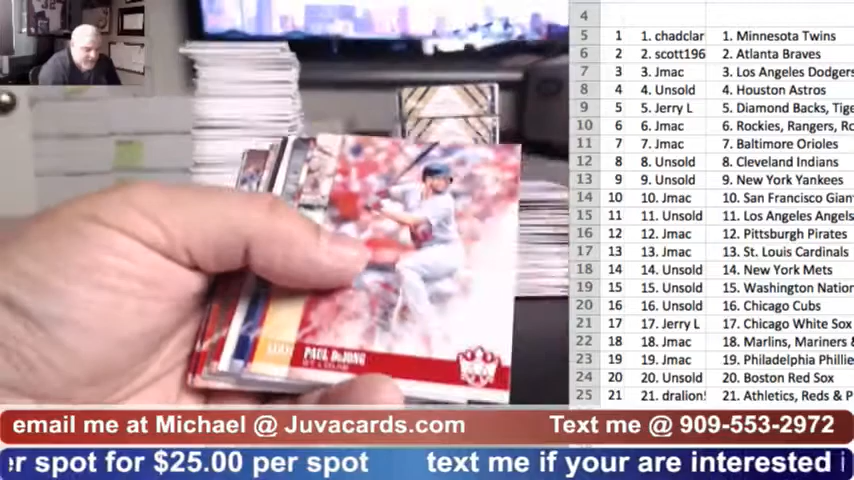 4
5 1 1. chadclar 1. Minnesota Twins
6 2 2. scott196 2. Atlanta Braves
7 3 3. Jmac 3. Los Angeles Dodgers
8 4 4. Unsold 4. Houston Astros
9 5 5. Jerry L 5. Diamond Backs, Tige
10 6 6. Jmac 6. Rockies, Rangers, Ro
11 7 7. Jmac 7. Baltimore Orioles
12 8 8. Unsold 8. Cleveland Indians
13 9 9. Unsold 9. New York Yankees
14 10 10. Jmac 10. San Francisco Gian
15 11 11. Unsold 11. Los Angeles Angels
16 12 12. Jmac 12. Pittsburgh Pirates
17 13 13. Jmac 13. St. Louis Cardinals
18 14 14. Unsold 14. New York Mets
19 15 15. Unsold 15. Washington Nation
20 16 16. Unsold 16. Chicago Cubs
21 17 17. Jerry L 17. Chicago White Sox
22 18 18. Jmac 18. Marlins, Mariners &
23 19 19. Jmac 19. Philadelphia Phillie
24 20 20. Unsold 20. Boston Red Sox
25 21 21. dralion! 21. Athletics, Reds & P
PAUL DeJONG
email me at Michael @ Juvacards.com Text me @ 909-553-2972
er spot for $25.00 per spot text me if your are interested i